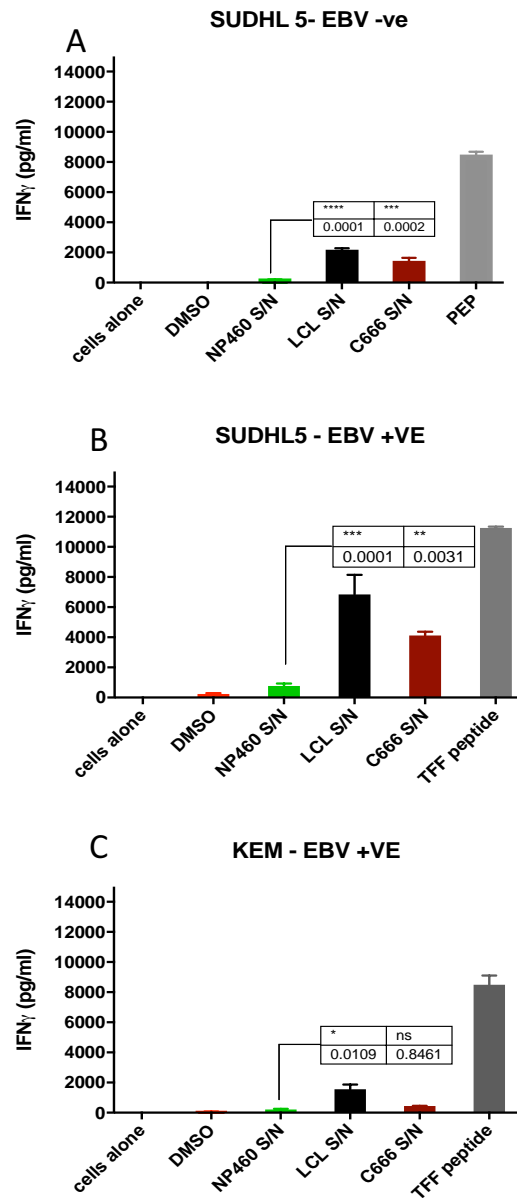 SUDHL 5- EBV -ve
A
14000
12000
10000
8000
6000
4000
2000
0
IFNγ (pg/ml)
**** ***
0.0001 0.0002
cells alone
DMSO
NP460 S/N
LCL S/N
C666 S/N
PEP
B
SUDHL5 - EBV +VE
14000
12000
10000
8000
6000
4000
2000
0
IFNγ (pg/ml)
*** **
0.0001 0.0031
cells alone
DMSO
NP460 S/N
LCL S/N
C666 S/N
TFF peptide
C
KEM - EBV +VE
14000
12000
10000
8000
6000
4000
2000
0
IFNγ (pg/ml)
* ns
0.0109 0.8461
cells alone
DMSO
NP460 S/N
LCL S/N
C666 S/N
TFF peptide